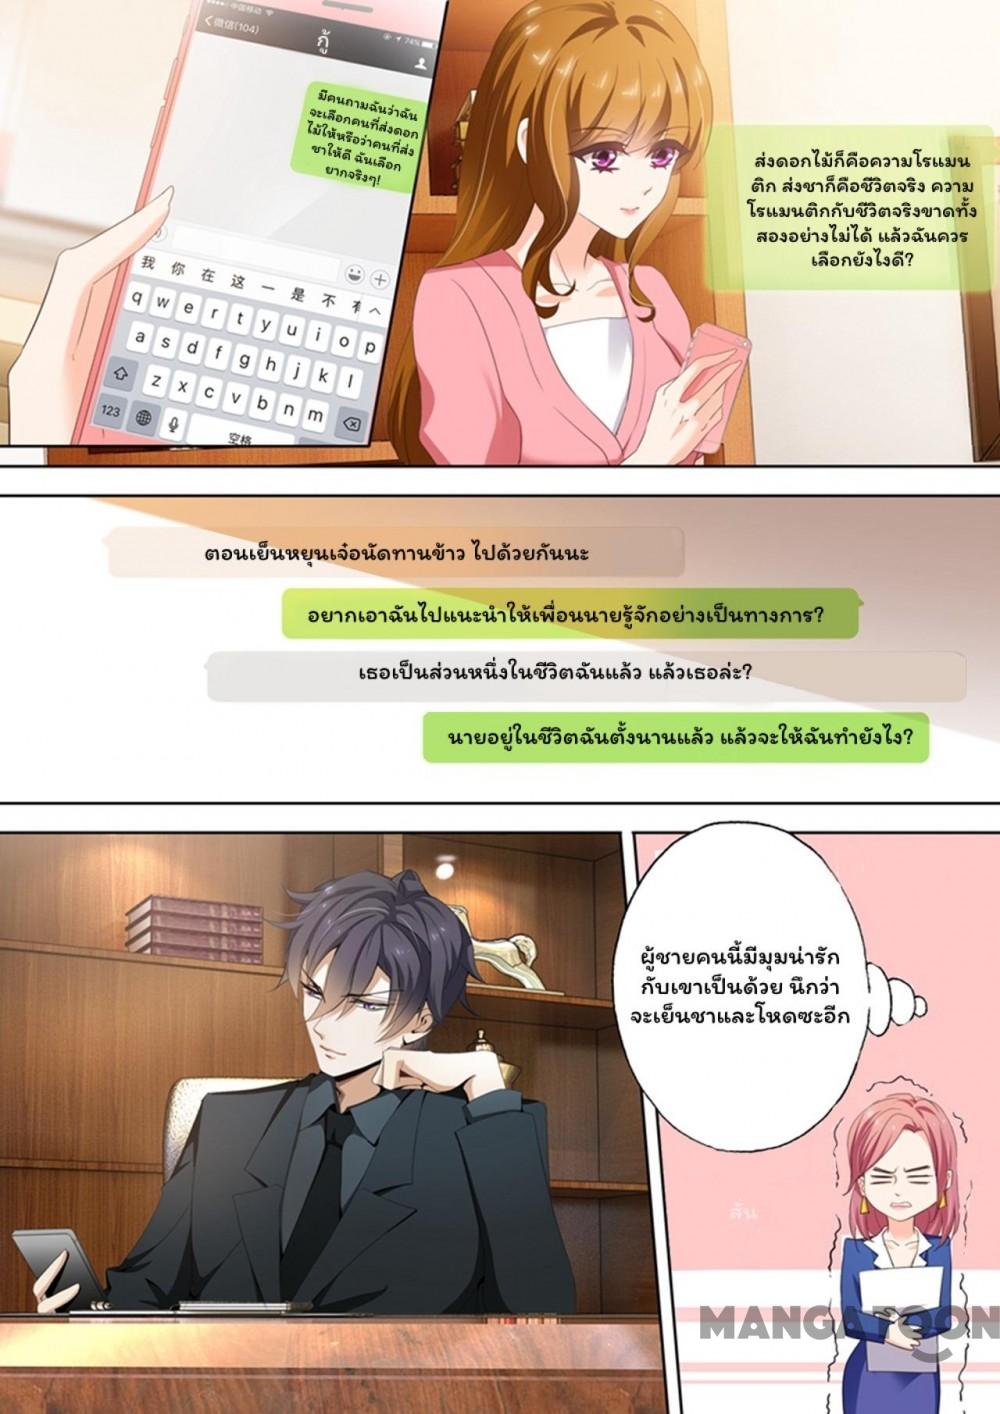 中国移动
微信(104)
กู้
74%
มีคนถามฉันว่าฉัน
จะเลือกคนที่ส่งดอก
ไม้ให้หรือว่าคนที่ส่ง
ชาให้ดี ฉันเลือก
ยากจริงๆ!
ส่งดอกไม้ก็คือความโรแมน
ติก ส่งชาก็คือชีวิตจริง ความ
โรแมนติกกับชีวิตจริงขาดทั้ง
สองอย่างไม่ได้ แล้วฉันควร
เลือกยังไงดี?
我 你 在 这 一 是 不 有
q w e r t y u i o p
a s d f g h j k l
z x c v b n m
123 空格
ตอนเย็นหยุนเจ๋อนัดทานข้าว ไปด้วยกันนะ
อยากเอาฉันไปแนะนำให้เพื่อนนายรู้จักอย่างเป็นทางการ?
เธอเป็นส่วนหนึ่งในชีวิตฉันแล้ว แล้วเธอล่ะ?
นายอยู่ในชีวิตฉันตั้งนานแล้ว แล้วจะให้ฉันทำยังไง?
ผู้ชายคนนี้มีมุมน่ารัก
กับเขาเป็นด้วย นึกว่า
จะเย็นชาและโหดซะอีก
สั่น
MANGATOON